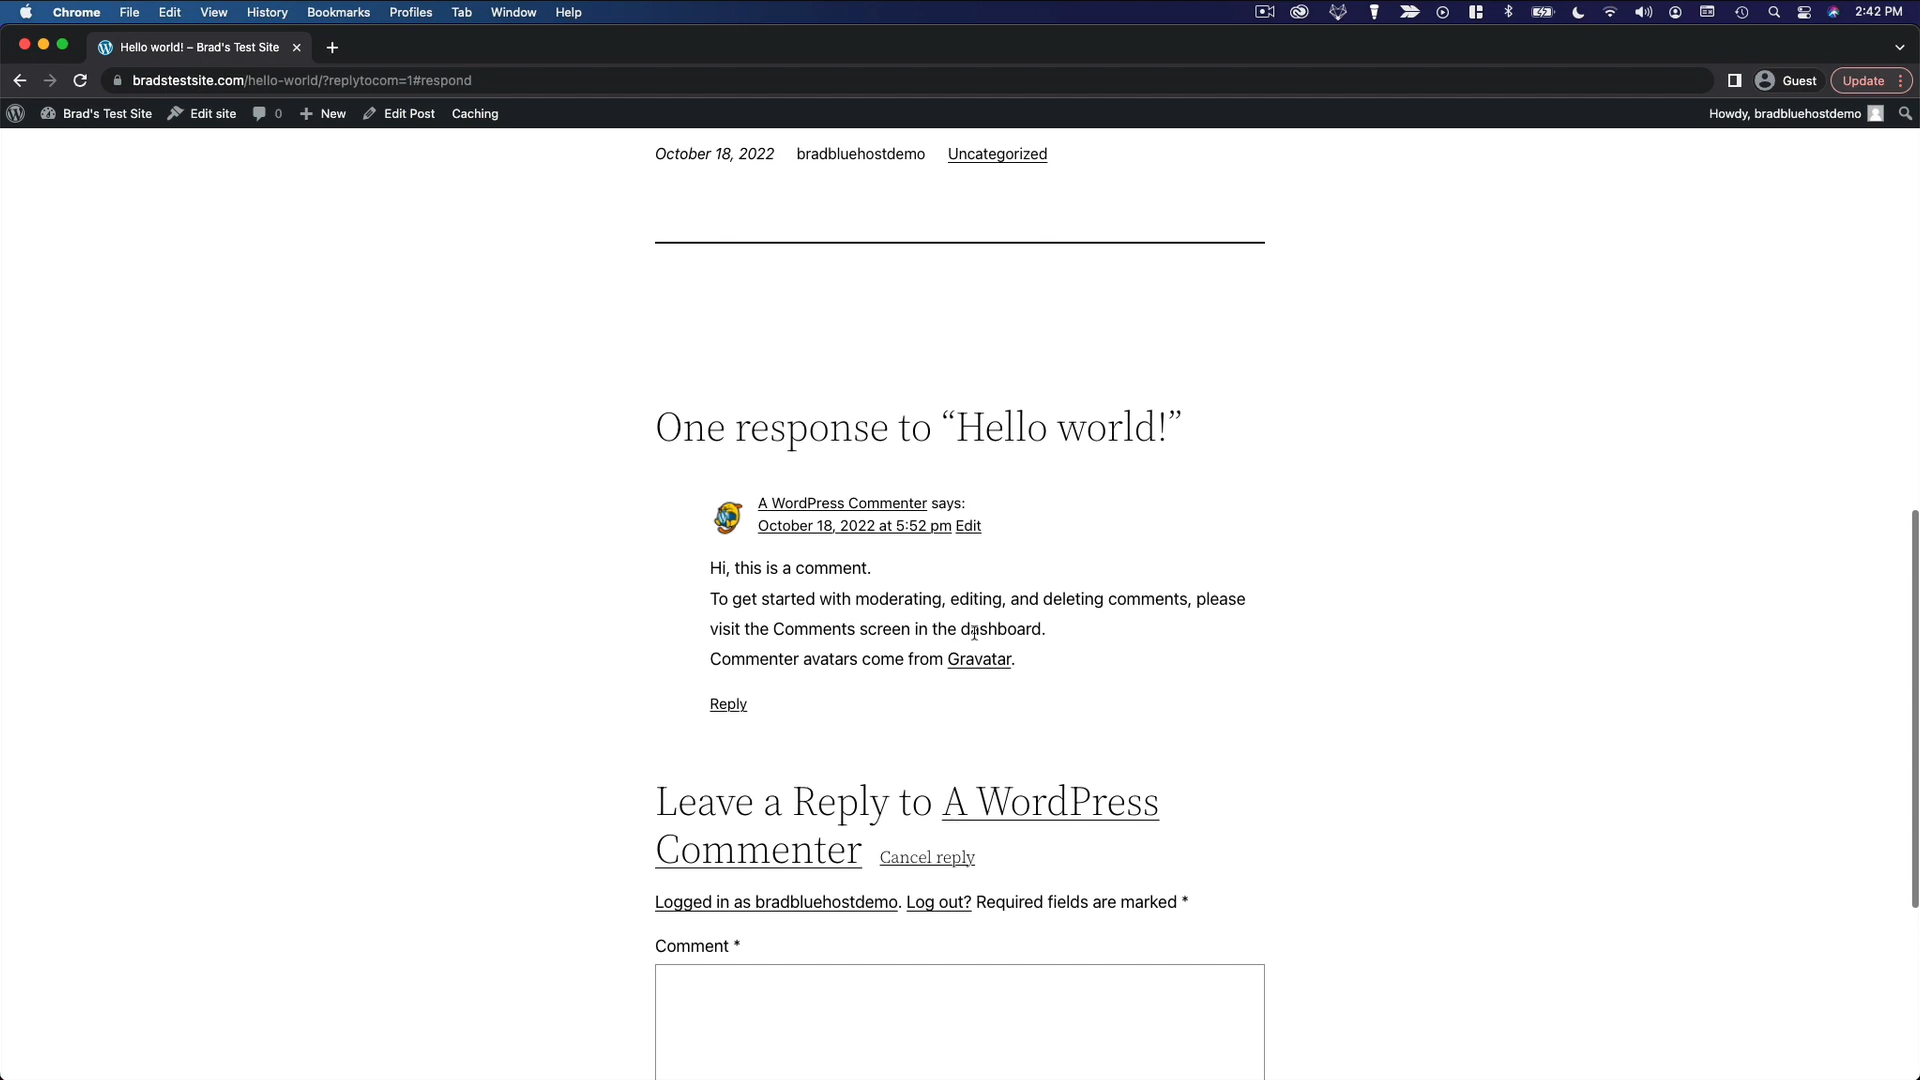 Chrome File Edit View History Bookmarks Profiles Tab Window Help 2:42 PM
Hello world! – Brad's Test Site
bradstestsite.com/hello-world/?replytocom=1#respond Guest Update
Brad's Test Site Edit site 0 New Edit Post Caching Howdy, bradbluehostdemo
October 18, 2022 bradbluehostdemo Uncategorized
One response to “Hello world!”
A WordPress Commenter says:
October 18, 2022 at 5:52 pm Edit
Hi, this is a comment.
To get started with moderating, editing, and deleting comments, please
visit the Comments screen in the dashboard.
Commenter avatars come from Gravatar.
Reply
Leave a Reply to A WordPress
Commenter Cancel reply
Logged in as bradbluehostdemo. Log out? Required fields are marked *
Comment *